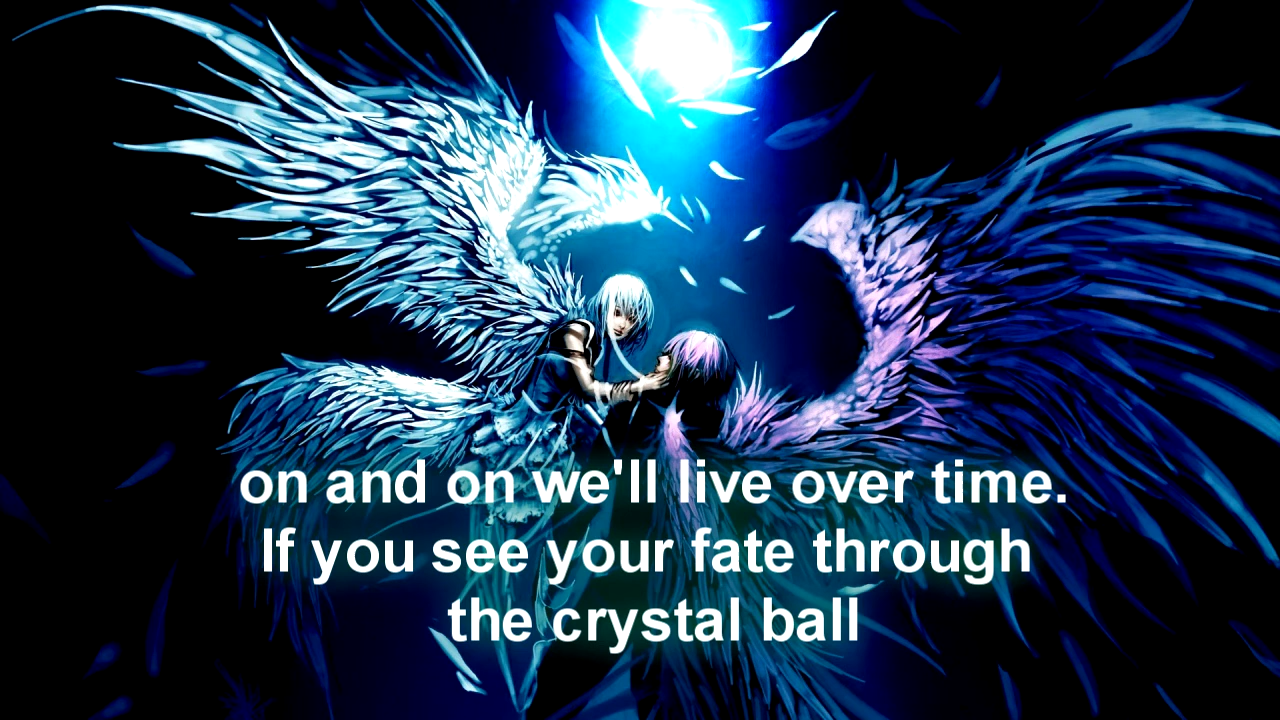 on and on we'll live over time.
If you see your fate through
the crystal ball